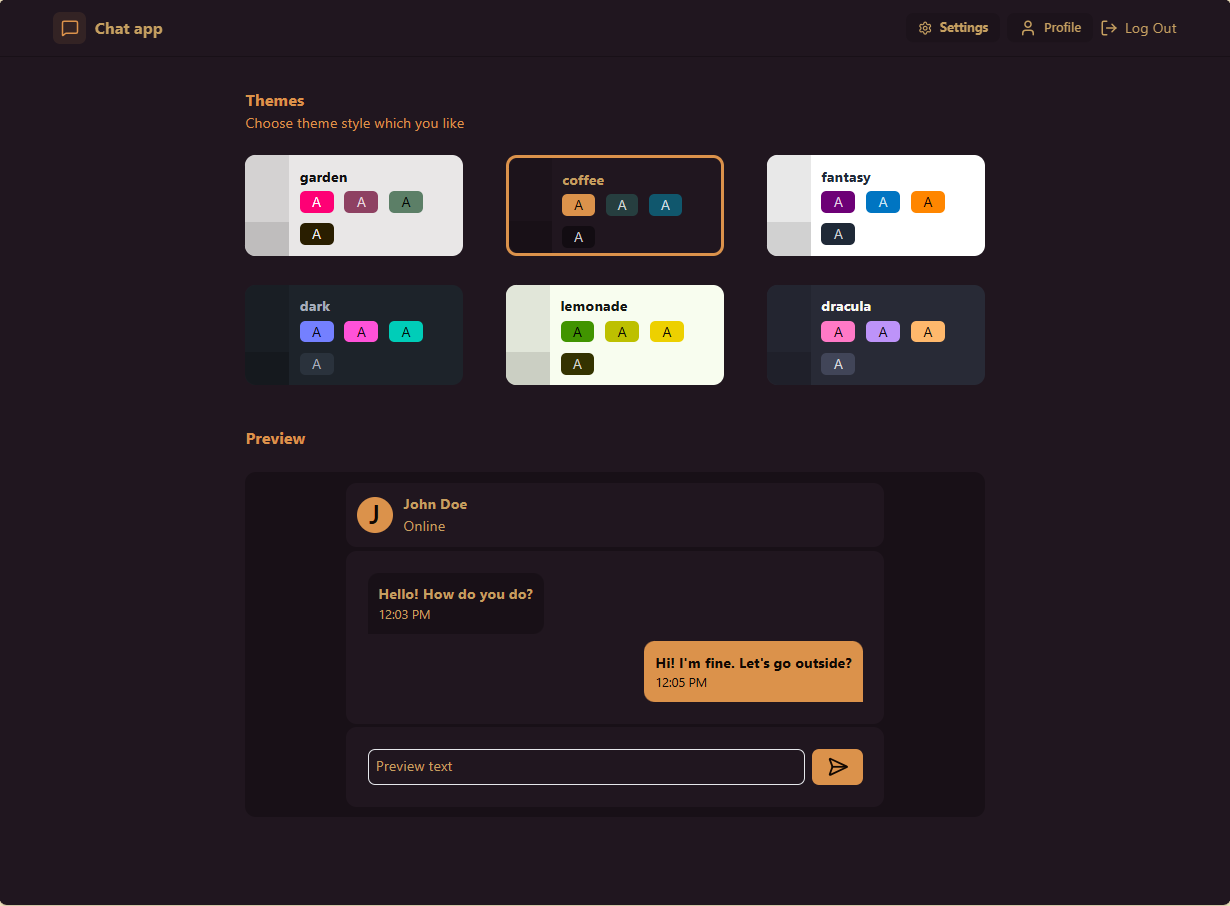 Chat app
Settings
Profile
Log Out
Themes
Choose theme style which you like
garden
A A A
A
coffee
A A A
A
fantasy
A A A
A
dark
A A A
A
lemonade
A A A
A
dracula
A A A
A
Preview
J
John Doe
Online
Hello! How do you do?
12:03 PM
Hi! I'm fine. Let's go outside?
12:05 PM
Preview text